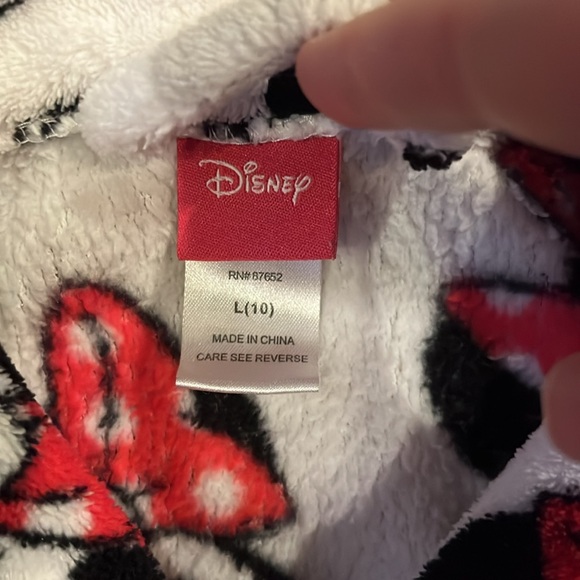 Disney
RN# 87652
L(10)
MADE IN CHINA
CARE SEE REVERSE